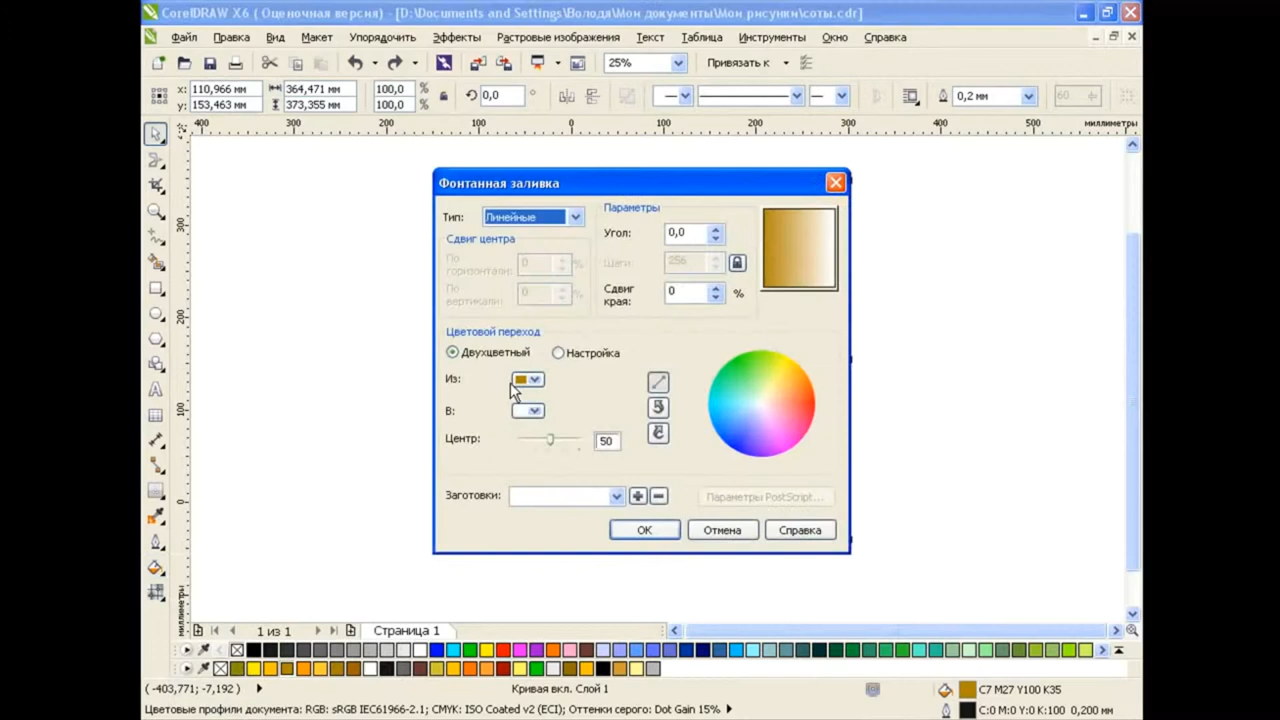 CorelDRAW X6 ( Оценочная версия) - [D:\Documents and Settings\Володя\Мои документы\Мои рисунки\соты.cdr]
Файл Правка Вид Макет Упорядочить Эффекты Растровые изображения Текст Таблица Инструменты Окно Справка
25% Привязать к
x: 110,966 мм 364,471 мм 100,0 % 0,0 ° 0,2 мм 60
y: 153,463 мм 373,355 мм 100,0 %
400 300 200 100 0 100 200 300 400 500 миллиметры
300
200
100
0
миллиметры
Фонтанная заливка
Тип: Линейные
Параметры
Угол: 0,0
Сдвиг центра
По горизонтали: 0 %
Шаги: 256
По вертикали: 0 %
Сдвиг края: 0 %
Цветовой переход
Двухцветный Настройка
Из:
В:
Центр: 50
Заготовки: Параметры PostScript...
ОК Отмена Справка
1 из 1 Страница 1
( -403,771; -7,192 ) Кривая вкл. Слой 1 C7 M27 Y100 K35
Цветовые профили документа: RGB: sRGB IEC61966-2.1; CMYK: ISO Coated v2 (ECI); Оттенки серого: Dot Gain 15% C:0 M:0 Y:0 K:100 0,200 мм